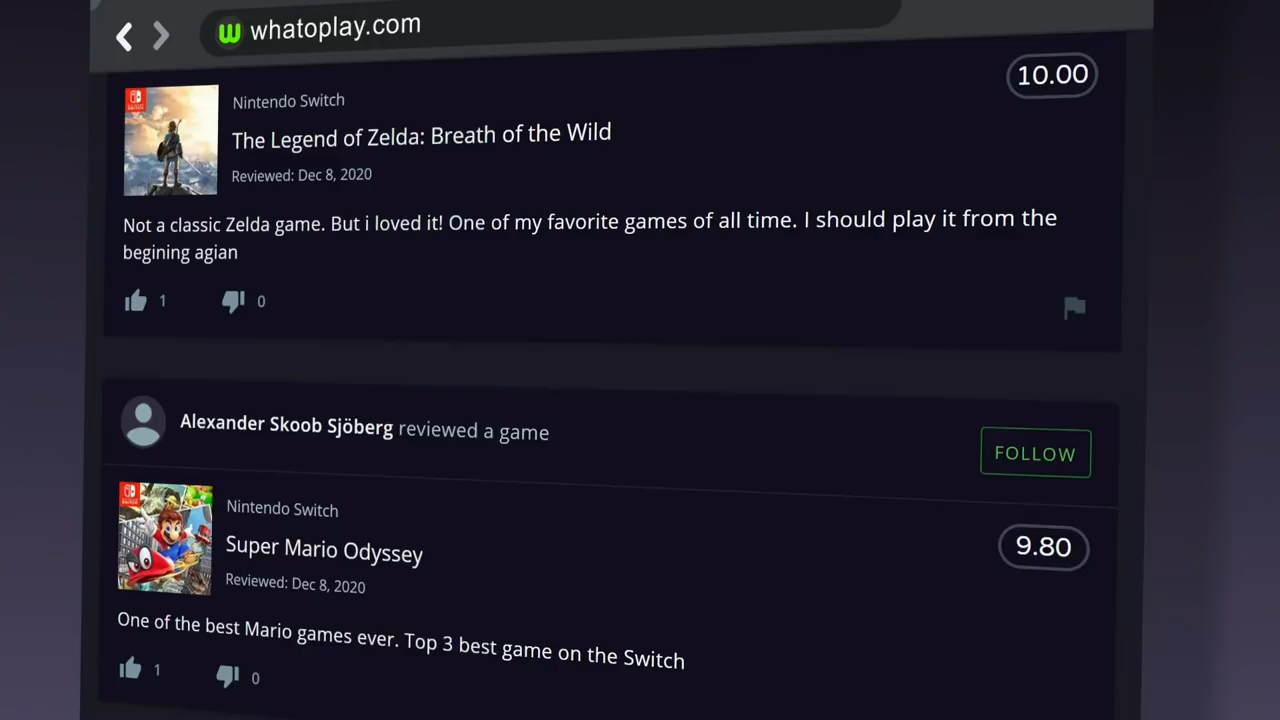 whatoplay.com
10.00
Nintendo Switch
The Legend of Zelda: Breath of the Wild
Reviewed: Dec 8, 2020
Not a classic Zelda game. But i loved it! One of my favorite games of all time. I should play it from the
begining agian
1 0
Alexander Skoob Sjöberg reviewed a game
FOLLOW
Nintendo Switch
Super Mario Odyssey
9.80
Reviewed: Dec 8, 2020
One of the best Mario games ever. Top 3 best game on the Switch
1 0